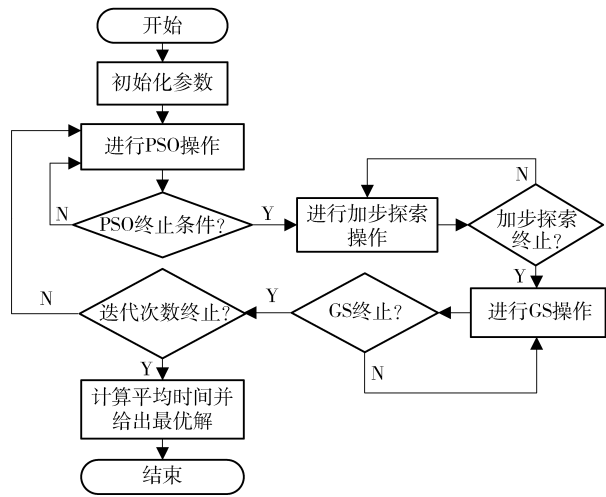 开始
初始化参数
进行PSO操作
N
PSO终止条件?
Y
进行加步探索
操作
N
加步探索
终止?
Y
进行GS操作
GS终止?
N
Y
迭代次数终止?
N
Y
计算平均时间并
给出最优解
结束